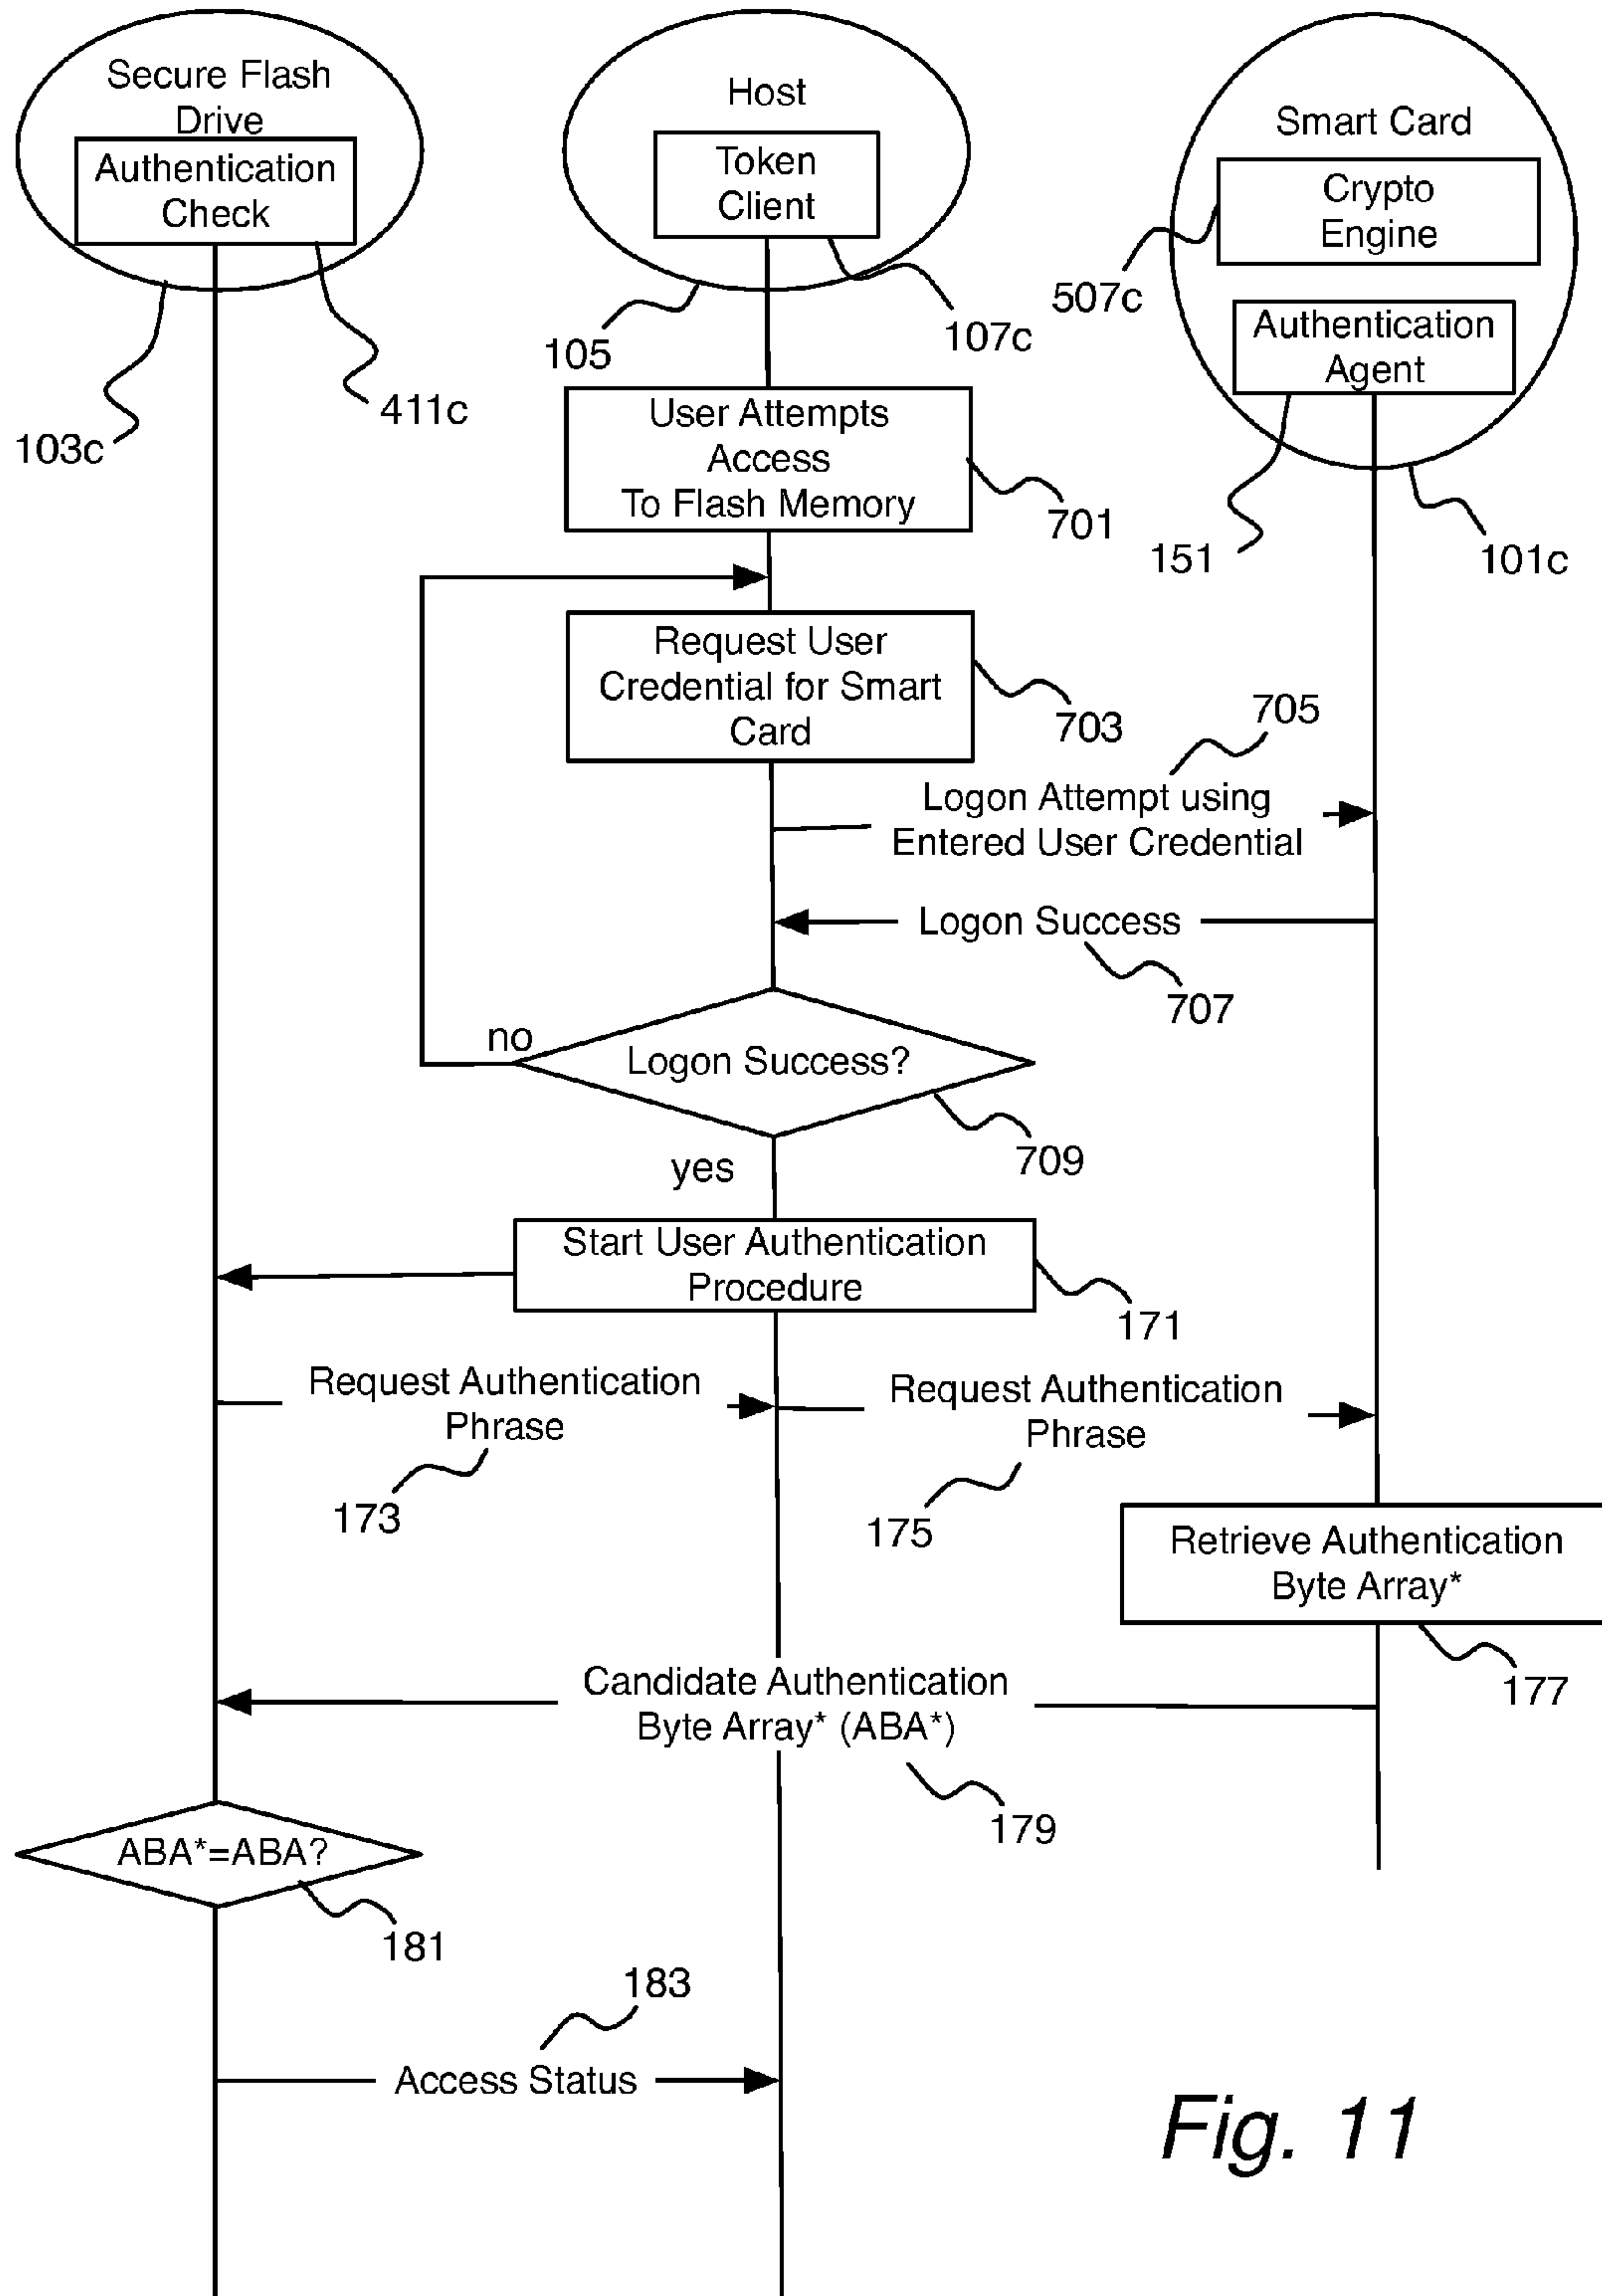 Secure Flash
Drive
Authentication
Check
103c
411c
Host
Token
Client
105
107c
Smart Card
Crypto
Engine
507c
Authentication
Agent
151
101c
User Attempts
Access
To Flash Memory
701
Request User
Credential for Smart
Card
703
705
Logon Attempt using
Entered User Credential
Logon Success
707
no
Logon Success?
709
yes
Start User Authentication
Procedure
171
Request Authentication
Phrase
173
Request Authentication
Phrase
175
Retrieve Authentication
Byte Array*
177
Candidate Authentication
Byte Array* (ABA*)
179
ABA*=ABA?
181
183
Access Status
Fig. 11